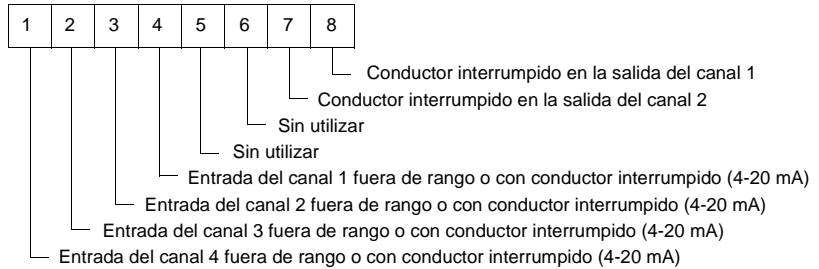 1 2 3 4 5 6 7 8
Conductor interrumpido en la salida del canal 1
Conductor interrumpido en la salida del canal 2
Sin utilizar
Sin utilizar
Entrada del canal 1 fuera de rango o con conductor interrumpido (4-20 mA)
Entrada del canal 2 fuera de rango o con conductor interrumpido (4-20 mA)
Entrada del canal 3 fuera de rango o con conductor interrumpido (4-20 mA)
Entrada del canal 4 fuera de rango o con conductor interrumpido (4-20 mA)